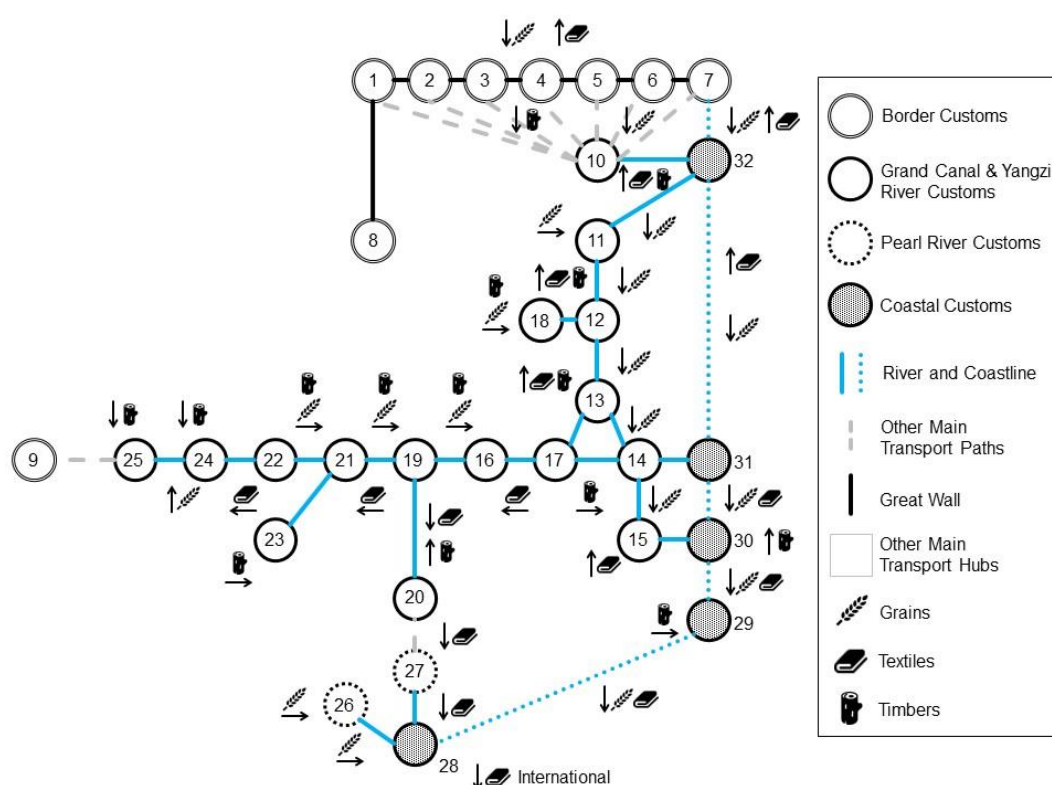 1 2 3 4 5 6 7
10 32
8 11
18 12
13
9 25 24 22 21 19 16 17 14 31
23 15 30
20 29
27
26
28
International
Border Customs
Grand Canal & Yangzi
River Customs
Pearl River Customs
Coastal Customs
River and Coastline
Other Main
Transport Paths
Great Wall
Other Main
Transport Hubs
Grains
Textiles
Timbers